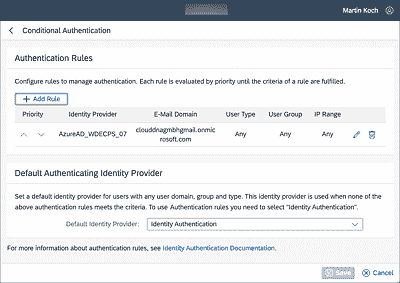 Martin Koch
Conditional Authentication
Authentication Rules
Configure rules to manage authentication. Each rule is evaluated by priority until the criteria of a rule are fulfilled.
+ Add Rule
Priority Identity Provider E-Mail Domain User Type User Group IP Range
AzureAD_WDECPS_07 clouddnagmbhgmail.onmic Any Any Any
rosoft.com
Default Authenticating Identity Provider
Set a default identity provider for users with any user domain, group and type. This identity provider is used when none of the
above authentication rules meets the criteria. To use Authentication rules you need to select "Identity Authentication".
Default Identity Provider: Identity Authentication
For more information about authentication rules, see Identity Authentication Documentation.
Save Cancel